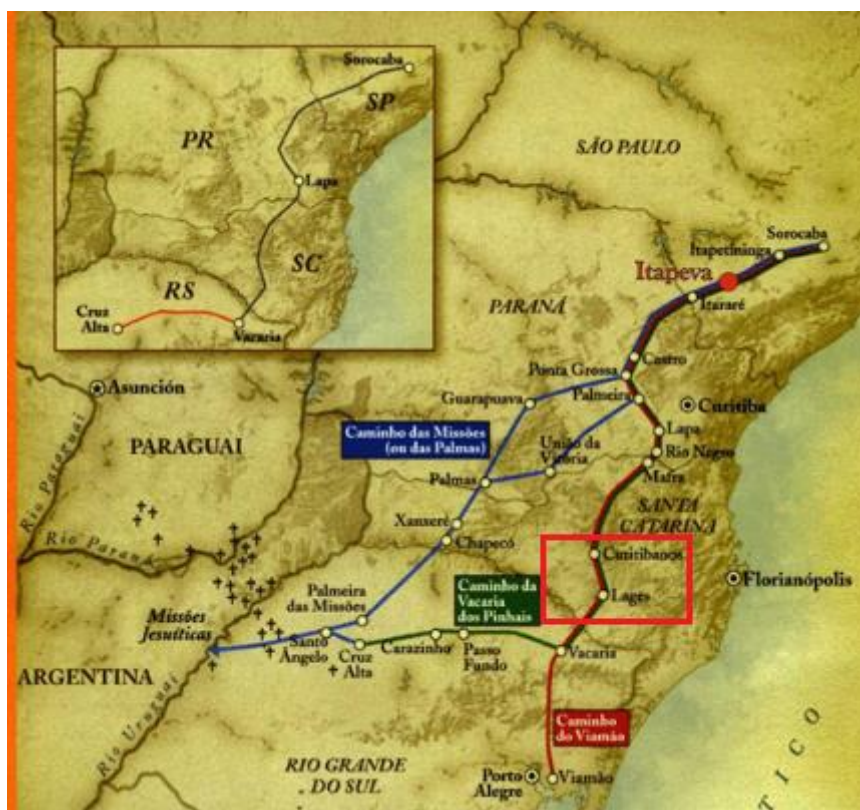 Sorocaba
SP
PR
Lapa
SC
RS
Cruz
Alta
Vacaria
SÃO PAULO
Sorocaba
Itapetininga
Itapeva
Itararé
PARANÁ
Castro
Ponta Grossa
Asunción
Guarapuava
Palmeira
Curitiba
PARAGUAI
Caminho das Missões
(ou das Palmas)
União da
Vitória
Lapa
Rio Negro
Mafra
Rio Paraguai
Palmas
SANTA
CATARINA
Xanxerê
Rio Paraná
Chapecó
Curitibanos
Florianópolis
Caminho da
Vacaria
dos Pinhais
Lages
Palmeira
das Missões
Missões
Jesuíticas
Santo
Ângelo
Cruz
Alta
Carazinho
Passo
Fundo
Vacaria
ARGENTINA
Rio Uruguai
Caminho
do Viamão
RIO GRANDE
DO SUL
Porto
Alegre
Viamão
TICO